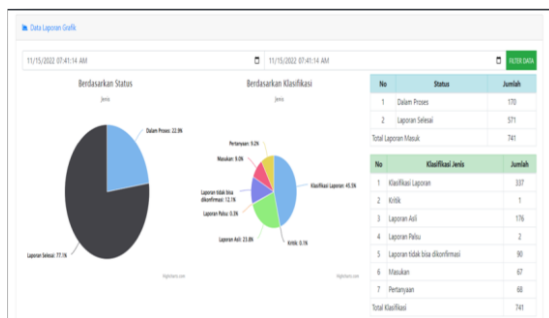 Data Laporan Grafik
11/15/2022 07:41:14 AM
11/15/2022 07:41:14 AM
FILTER DATA
Berdasarkan Status
Jenis
Dalam Proses: 22.9%
Laporan Selesai: 77.1%
Highcharts.com
Berdasarkan Klasifikasi
Jenis
Pertanyaan: 9.2%
Masukan: 9.0%
Laporan tidak bisa
dikonfirmasi: 12.1%
Laporan Palsu: 0.3%
Laporan Asli: 23.8%
Kritik: 0.1%
Klasifikasi Laporan: 45.5%
Highcharts.com
No Status Jumlah
1 Dalam Proses 170
2 Laporan Selesai 571
Total Laporan Masuk 741
No Klasifikasi Jenis Jumlah
1 Klasifikasi Laporan 337
2 Kritik 1
3 Laporan Asli 176
4 Laporan Palsu 2
5 Laporan tidak bisa dikonfirmasi 90
6 Masukan 67
7 Pertanyaan 68
Total Klasifikasi 741